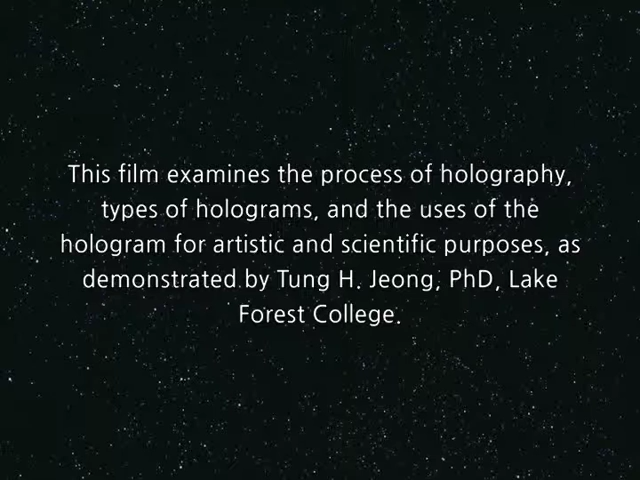 This film examines the process of holography,
types of holograms, and the uses of the
hologram for artistic and scientific purposes, as
demonstrated by Tung H. Jeong, PhD, Lake
Forest College.